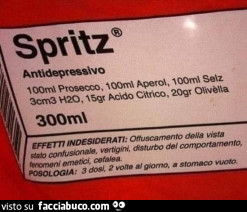 Spritz®
Antidepressivo
100ml Prosecco, 100ml Aperol, 100ml Selz
3cm3 H2O, 15gr Acido Citrico, 20gr Olivella
300ml
EFFETTI INDESIDERATI: Offuscamento della vista
stato confusionale, vertigini, disturbo del comportamento,
fenomeni emetici, cefalea.
POSOLOGIA: 3 dosi, 2 volte al giorno, a stomaco vuoto.
visto su facciabuco.com